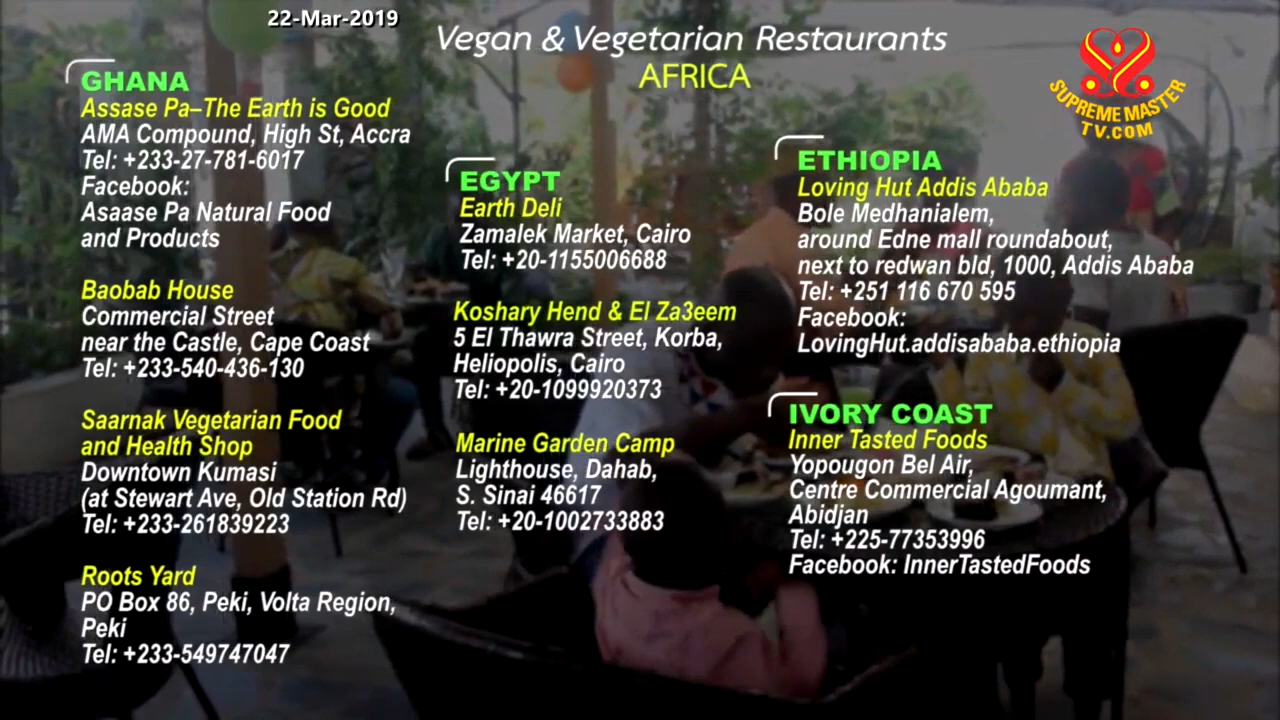 22-Mar-2019
Vegan & Vegetarian Restaurants
AFRICA
SUPREME MASTER
TV.COM
GHANA
Assase Pa–The Earth is Good
AMA Compound, High St, Accra
Tel: +233-27-781-6017
Facebook:
Asaase Pa Natural Food
and Products
Baobab House
Commercial Street
near the Castle, Cape Coast
Tel: +233-540-436-130
Saarnak Vegetarian Food
and Health Shop
Downtown Kumasi
(at Stewart Ave, Old Station Rd)
Tel: +233-261839223
Roots Yard
PO Box 86, Peki, Volta Region,
Peki
Tel: +233-549747047
EGYPT
Earth Deli
Zamalek Market, Cairo
Tel: +20-1155006688
Koshary Hend & El Za3eem
5 El Thawra Street, Korba,
Heliopolis, Cairo
Tel: +20-1099920373
Marine Garden Camp
Lighthouse, Dahab,
S. Sinai 46617
Tel: +20-1002733883
ETHIOPIA
Loving Hut Addis Ababa
Bole Medhanialem,
around Edne mall roundabout,
next to redwan bld, 1000, Addis Ababa
Tel: +251 116 670 595
Facebook:
LovingHut.addisababa.ethiopia
IVORY COAST
Inner Tasted Foods
Yopougon Bel Air,
Centre Commercial Agoumant,
Abidjan
Tel: +225-77353996
Facebook: InnerTastedFoods